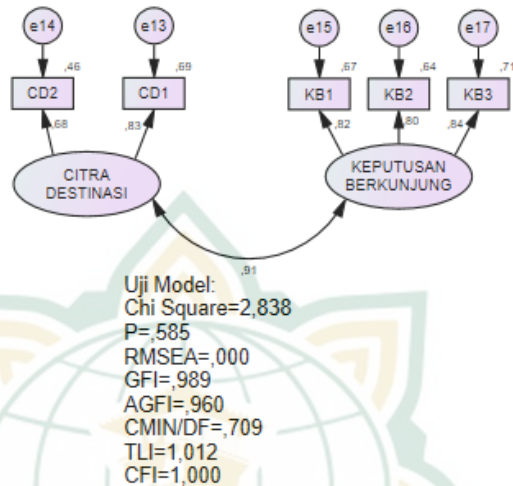 e14
e13
e15
e16
e17
,46
,69
,67
,64
,71
CD2
CD1
KB1
KB2
KB3
,68
,83
,82
,80
,84
CITRA
DESTINASI
KEPUTUSAN
BERKUNJUNG
,91
Uji Model:
Chi Square=2,838
P=,585
RMSEA=,000
GFI=,989
AGFI=,960
CMIN/DF=,709
TLI=1,012
CFI=1,000